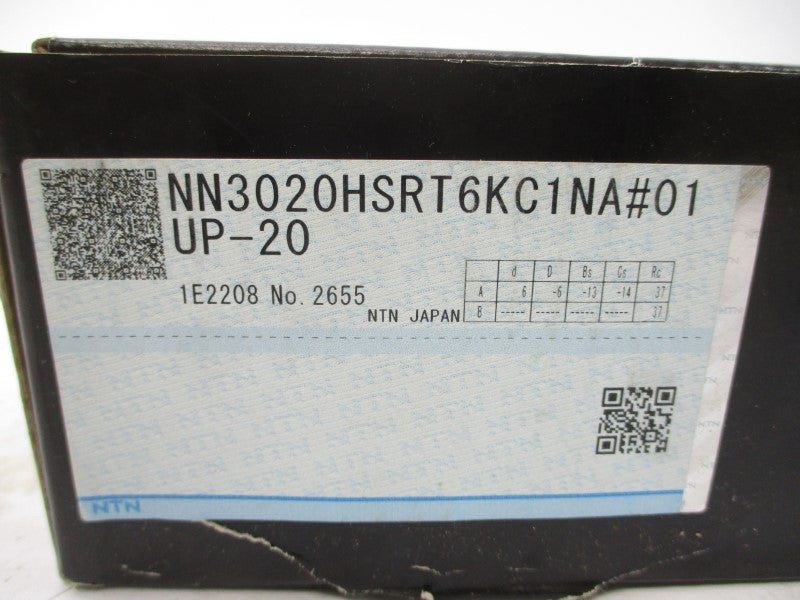 NN3020HSRT6KC1NA#01
UP-20
1E2208 No. 2655
NTN JAPAN
d D Bs Cs Rc
A 6 -6 -13 -14 37
B ----- ----- ----- ----- 37
NTN